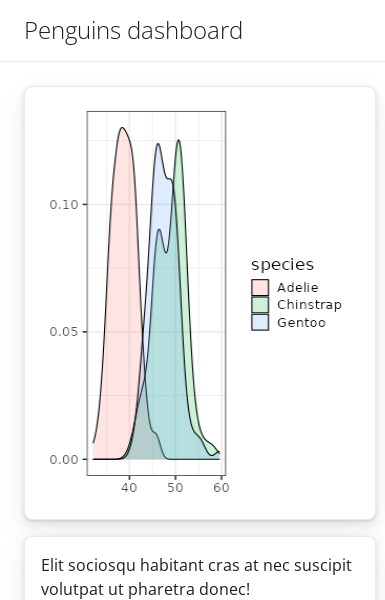 Penguins dashboard
0.10
0.05
0.00
40 50 60
species
Adelie
Chinstrap
Gentoo
Elit sociosqu habitant cras at nec suscipit
volutpat ut pharetra donec!